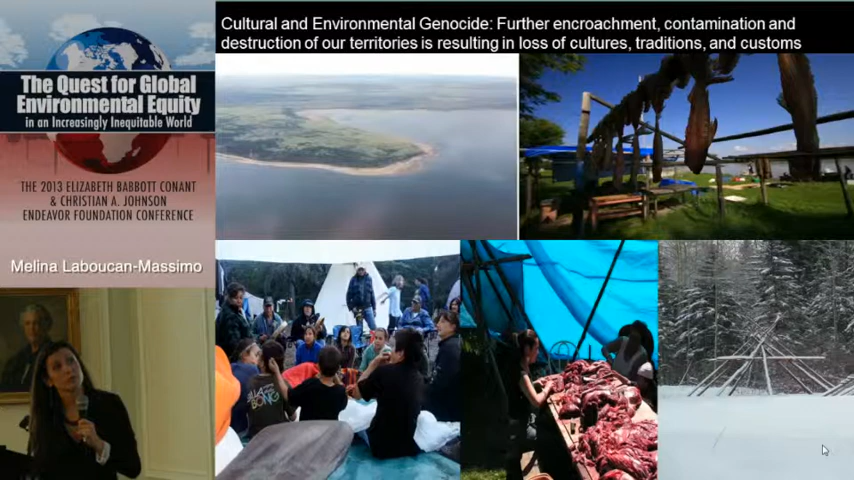 Cultural and Environmental Genocide: Further encroachment, contamination and
destruction of our territories is resulting in loss of cultures, traditions, and customs
The Quest for Global
Environmental Equity
in an Increasingly Inequitable World
THE 2013 ELIZABETH BABBOTT CONANT
& CHRISTIAN A. JOHNSON
ENDEAVOR FOUNDATION CONFERENCE
Melina Laboucan-Massimo